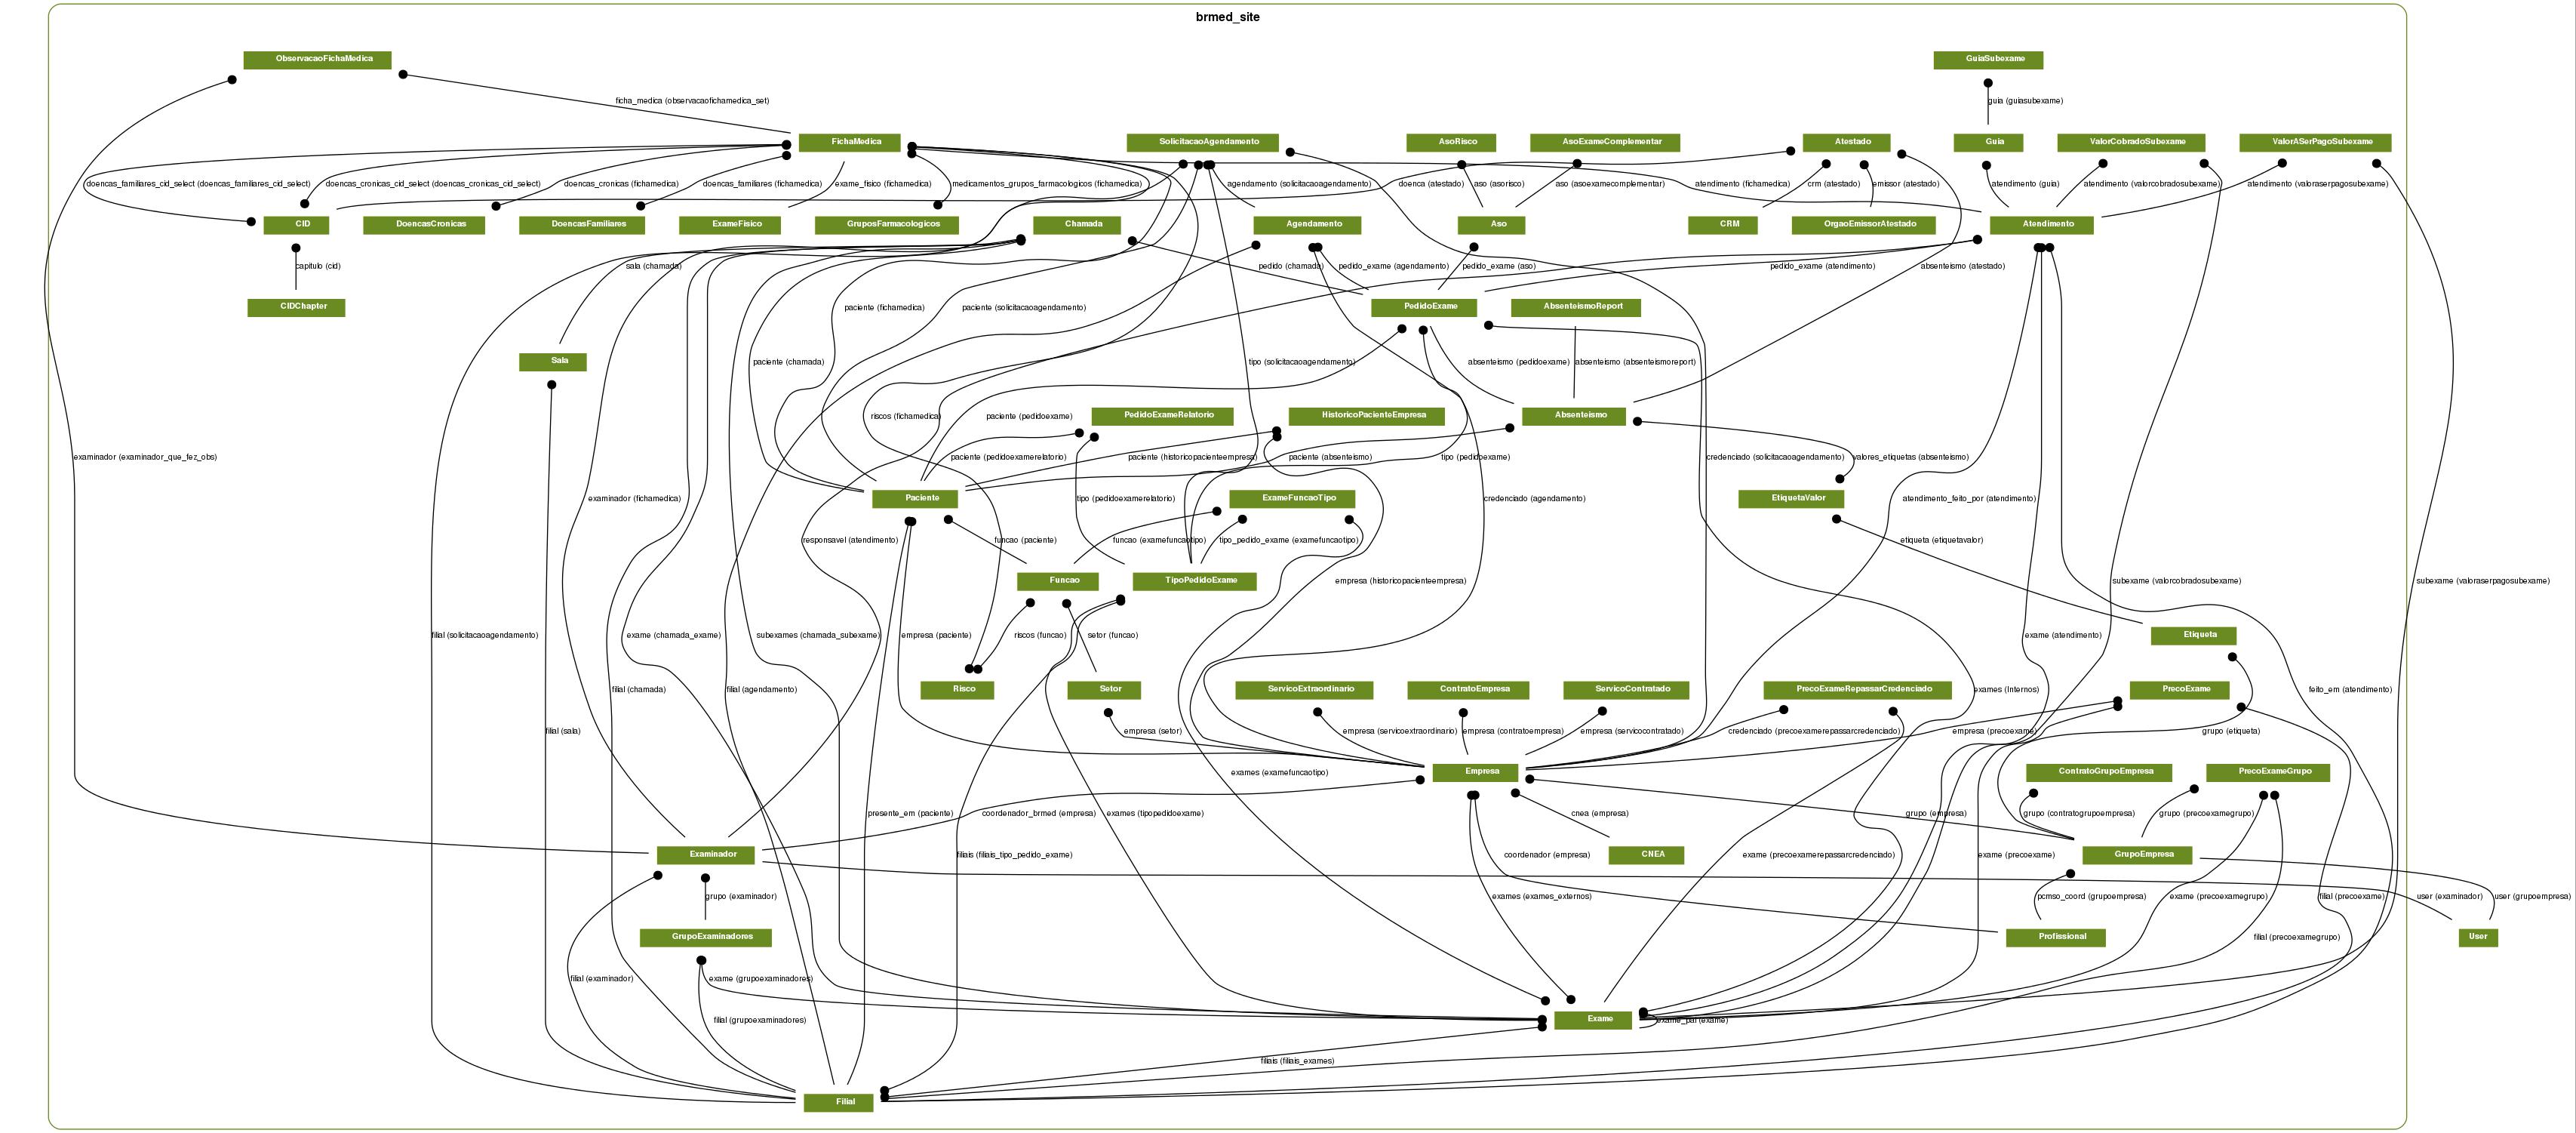 brmed_site
ObservacaoFichaMedica
GuiaSubexame
ficha_medica (observacaofichamedica_set)
guia (guiasubexame)
FichaMedica
SolicitacaoAgendamento
AsoRisco
AsoExameComplementar
Atestado
Guia
ValorCobradoSubexame
ValorASerPagoSubexame
doencas_familiares_cid_select (doencas_familiares_cid_select)
doencas_cronicas_cid_select (doencas_cronicas_cid_select)
doencas_cronicas (fichamedica)
doencas_familiares (fichamedica)
exame_fisico (fichamedica)
medicamentos_grupos_farmacologicos (fichamedica)
agendamento (solicitacaoagendamento)
doenca (atestado)
aso (asorisco)
aso (asoexamecomplementar)
atendimento (fichamedica)
crm (atestado)
emissor (atestado)
atendimento (guia)
atendimento (valorcobradosubexame)
atendimento (valoraserpagosubexame)
CID
DoencasCronicas
DoencasFamiliares
ExameFisico
GruposFarmacologicos
Chamada
Agendamento
Aso
CRM
OrgaoEmissorAtestado
Atendimento
capitulo (cid)
sala (chamada)
pedido (chamada)
pedido_exame (agendamento)
pedido_exame (aso)
pedido_exame (atendimento)
absenteismo (atestado)
CIDChapter
paciente (fichamedica)
paciente (solicitacaoagendamento)
PedidoExame
AbsenteismoReport
Sala
paciente (chamada)
tipo (solicitacaoagendamento)
absenteismo (pedidoexame)
absenteismo (absenteismoreport)
riscos (fichamedica)
paciente (pedidoexame)
PedidoExameRelatorio
HistoricoPacienteEmpresa
Absenteismo
examinador (examinador_que_fez_obs)
paciente (pedidoexamerelatorio)
paciente (historicopacienteempresa)
paciente (absenteismo)
tipo (pedidoexame)
credenciado (solicitacaoagendamento)
valores_etiquetas (absenteismo)
examinador (fichamedica)
Paciente
tipo (pedidoexamerelatorio)
ExameFuncaoTipo
credenciado (agendamento)
EtiquetaValor
atendimento_feito_por (atendimento)
responsavel (atendimento)
funcao (paciente)
funcao (examefuncaotipo)
tipo_pedido_exame (examefuncaotipo)
etiqueta (etiquetavalor)
Funcao
TipoPedidoExame
empresa (historicopacienteempresa)
subexame (valorcobradosubexame)
subexame (valoraserpagosubexame)
filial (solicitacaoagendamento)
exame (chamada_exame)
subexames (chamada_subexame)
empresa (paciente)
riscos (funcao)
setor (funcao)
exame (atendimento)
Etiqueta
filial (chamada)
filial (agendamento)
Risco
Setor
ServicoExtraordinario
ContratoEmpresa
ServicoContratado
PrecoExameRepassarCredenciado
exames (Internos)
PrecoExame
feito_em (atendimento)
filial (sala)
empresa (setor)
empresa (servicoextraordinario)
empresa (contratoempresa)
empresa (servicocontratado)
credenciado (precoexamerepassarcredenciado)
empresa (precoexame)
grupo (etiqueta)
exames (examefuncaotipo)
Empresa
ContratoGrupoEmpresa
PrecoExameGrupo
presente_em (paciente)
coordenador_brmed (empresa)
exames (tipopedidoexame)
cnea (empresa)
grupo (empresa)
grupo (contratogrupoempresa)
grupo (precoexamegrupo)
Examinador
filiais (filiais_tipo_pedido_exame)
coordenador (empresa)
CNEA
exame (precoexamerepassarcredenciado)
exame (precoexame)
GrupoEmpresa
grupo (examinador)
exames (exames_externos)
pcmso_coord (grupoempresa)
exame (precoexamegrupo)
filial (precoexame)
user (examinador)
user (grupoempresa)
GrupoExaminadores
Profissional
filial (precoexamegrupo)
User
filial (examinador)
exame (grupoexaminadores)
filial (grupoexaminadores)
Exame
exame_pai (exame)
filiais (filiais_exames)
Filial